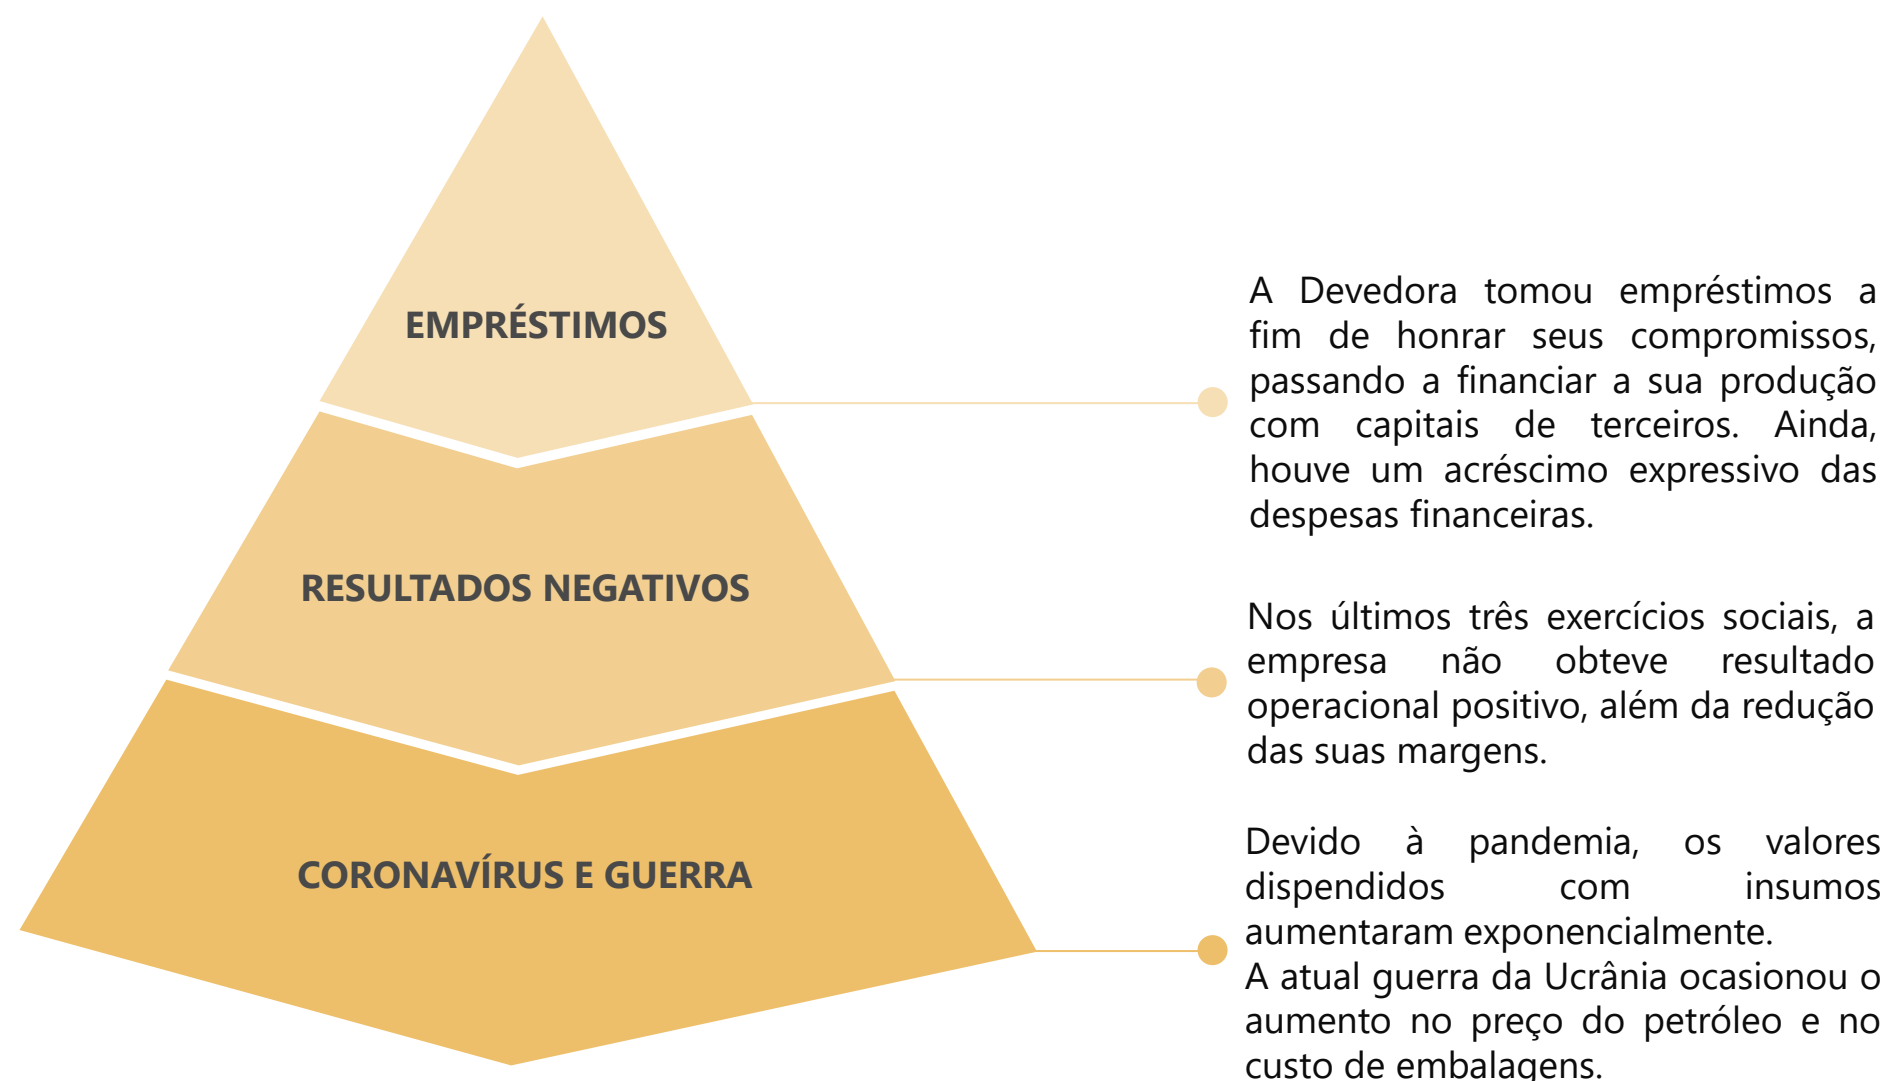 EMPRÉSTIMOS
A Devedora tomou empréstimos a
fim de honrar seus compromissos,
passando a financiar a sua produção
com capitais de terceiros. Ainda,
houve um acréscimo expressivo das
despesas financeiras.
RESULTADOS NEGATIVOS
Nos últimos três exercícios sociais, a
empresa não obteve resultado
operacional positivo, além da redução
das suas margens.
CORONAVÍRUS E GUERRA
Devido à pandemia, os valores
dispendidos com insumos
aumentaram exponencialmente.
A atual guerra da Ucrânia ocasionou o
aumento no preço do petróleo e no
custo de embalagens.